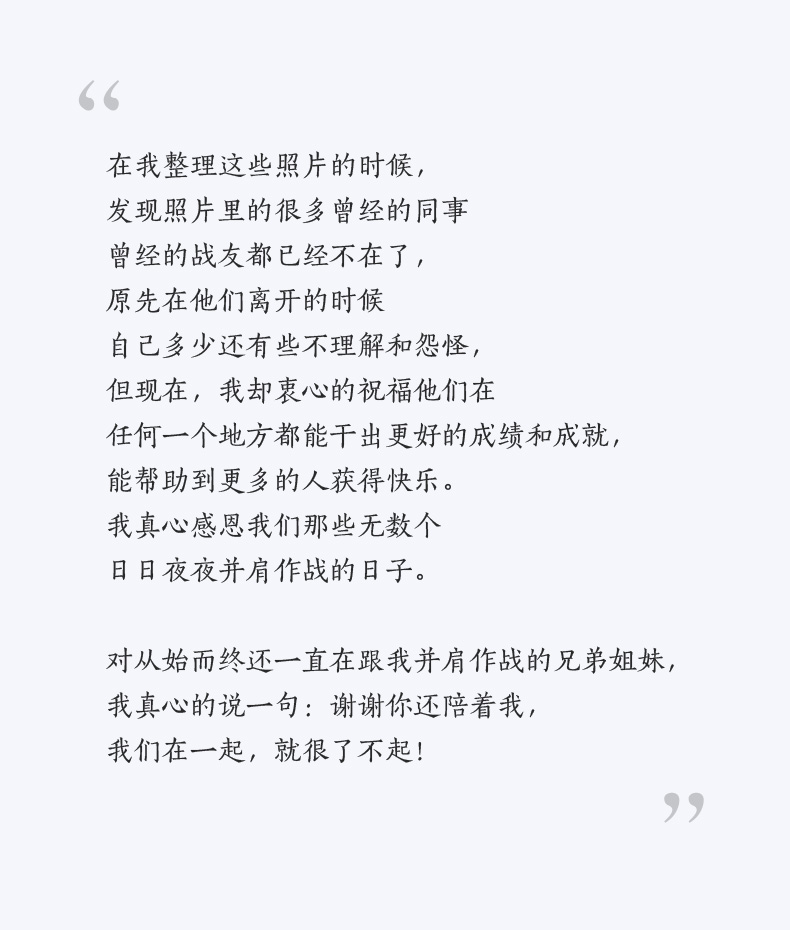 “
在我整理这些照片的时候，
发现照片里的很多曾经的同事
曾经的战友都已经不在了，
原先在他们离开的时候
自己多少还有些不理解和怨怪，
但现在，我却衷心的祝福他们在
任何一个地方都能干出更好的成绩和成就，
能帮助到更多的人获得快乐。
我真心感恩我们那些无数个
日日夜夜并肩作战的日子。
对从始而终还一直在跟我并肩作战的兄弟姐妹，
我真心的说一句：谢谢你还陪着我，
我们在一起，就很了不起！
”